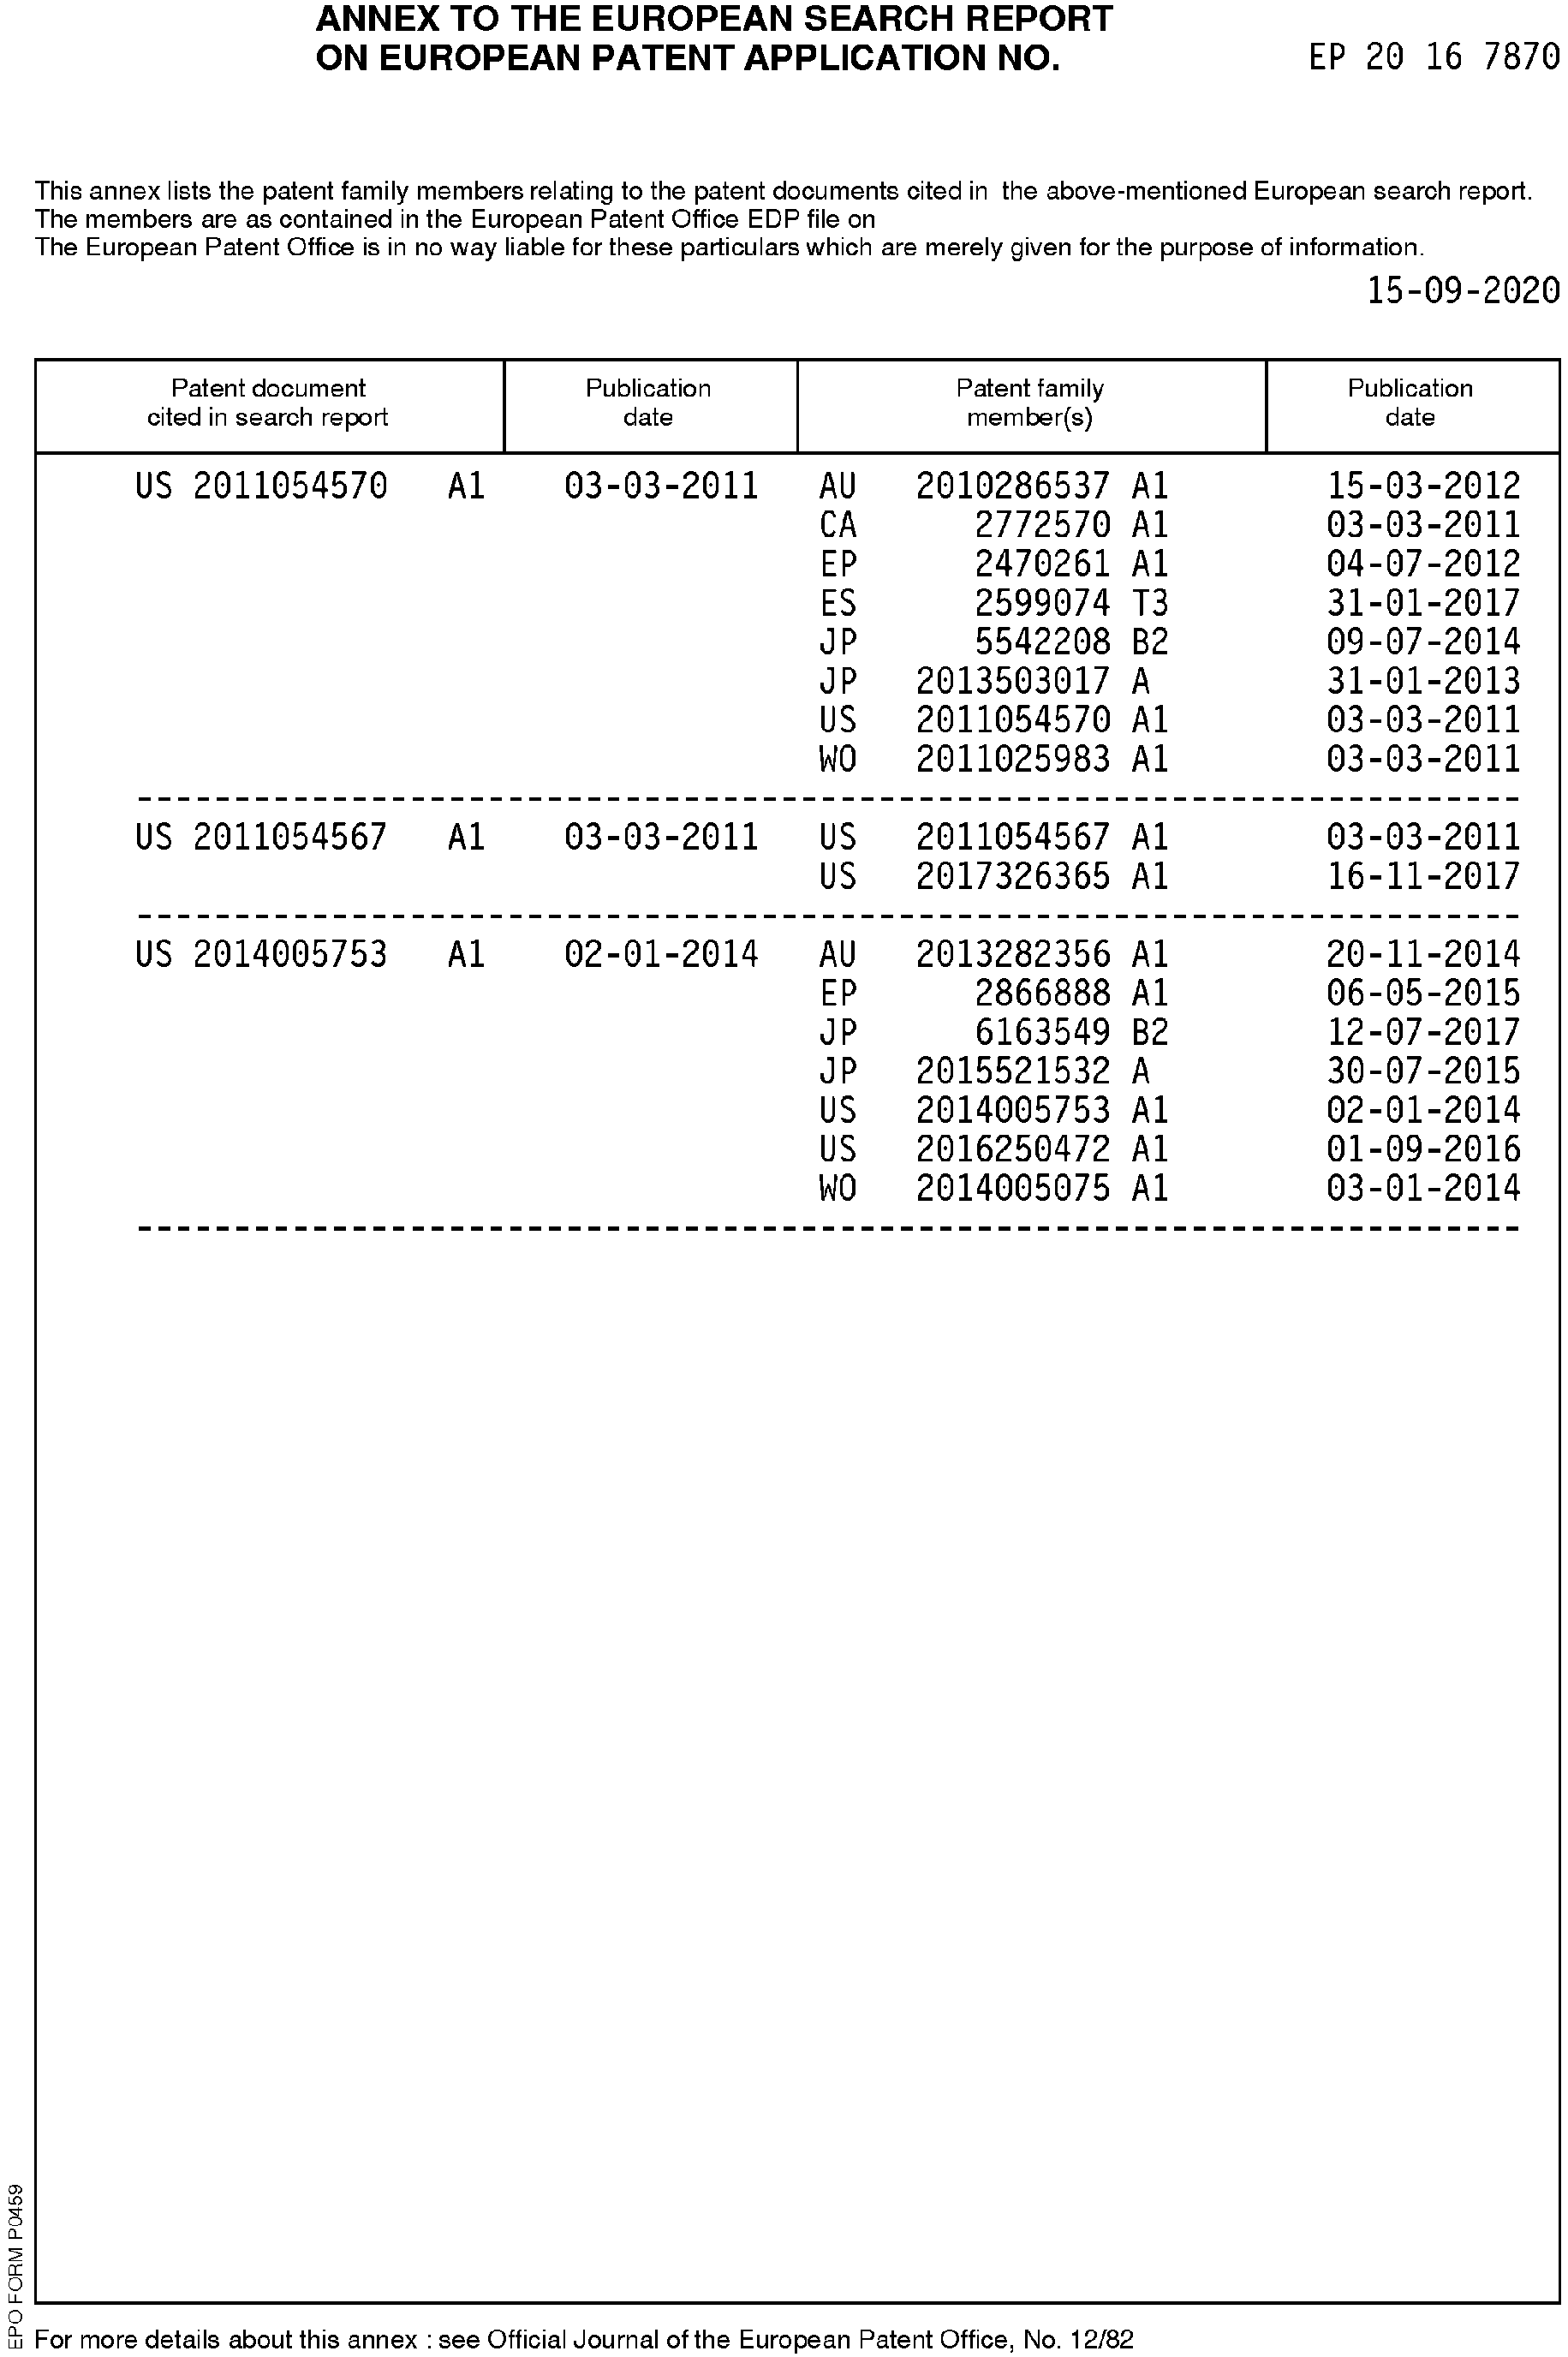 ANNEX TO THE EUROPEAN SEARCH REPORT
ON EUROPEAN PATENT APPLICATION NO. EP 20 16 7870
This annex lists the patent family members relating to the patent documents cited in the above-mentioned European search report.
The members are as contained in the European Patent Office EDP file on
The European Patent Office is in no way liable for these particulars which are merely given for the purpose of information.
15-09-2020
Patent document cited in search report Publication date Patent family member(s) Publication date
US 2011054570 A1 03-03-2011 AU 2010286537 A1 15-03-2012
CA 2772570 A1 03-03-2011
EP 2470261 A1 04-07-2012
ES 2599074 T3 31-01-2017
JP 5542208 B2 09-07-2014
JP 2013503017 A 31-01-2013
US 2011054570 A1 03-03-2011
WO 2011025983 A1 03-03-2011
US 2011054567 A1 03-03-2011 US 2011054567 A1 03-03-2011
US 2017326365 A1 16-11-2017
US 2014005753 A1 02-01-2014 AU 2013282356 A1 20-11-2014
EP 2866888 A1 06-05-2015
JP 6163549 B2 12-07-2017
JP 2015521532 A 30-07-2015
US 2014005753 A1 02-01-2014
US 2016250472 A1 01-09-2016
WO 2014005075 A1 03-01-2014
EPO FORM P0459
For more details about this annex : see Official Journal of the European Patent Office, No. 12/82